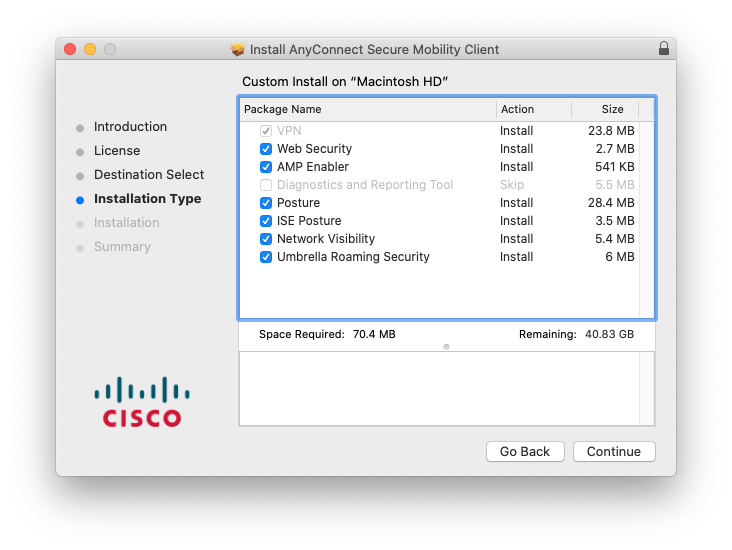 Install AnyConnect Secure Mobility Client
Custom Install on “Macintosh HD”
Introduction
License
Destination Select
Installation Type
Installation
Summary
Package Name Action Size
VPN Install 23.8 MB
Web Security Install 2.7 MB
AMP Enabler Install 541 KB
Diagnostics and Reporting Tool Skip 5.5 MB
Posture Install 28.4 MB
ISE Posture Install 3.5 MB
Network Visibility Install 5.4 MB
Umbrella Roaming Security Install 6 MB
Space Required: 70.4 MB Remaining: 40.83 GB
CISCO
Go Back Continue